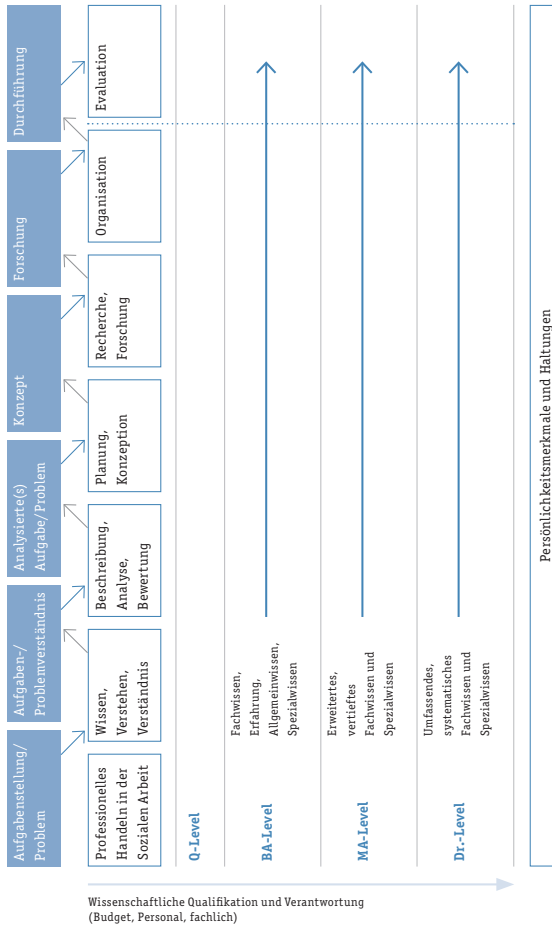 Aufgabenstellung/
Problem
Aufgaben-/
Problemverständnis
Analysierte(s)
Aufgabe/Problem
Konzept
Forschung
Durchführung
Professionelles
Handeln in der
Sozialen Arbeit
Wissen,
Verstehen,
Verständnis
Beschreibung,
Analyse,
Bewertung
Planung,
Konzeption
Recherche,
Forschung
Organisation
Evaluation
Q-Level
BA-Level
Fachwissen,
Erfahrung,
Allgemeinwissen,
Spezialwissen
MA-Level
Erweitertes,
vertieftes
Fachwissen und
Spezialwissen
Dr.-Level
Umfassendes,
systematisches
Fachwissen und
Spezialwissen
Persönlichkeitsmerkmale und Haltungen
Wissenschaftliche Qualifikation und Verantwortung
(Budget, Personal, fachlich)